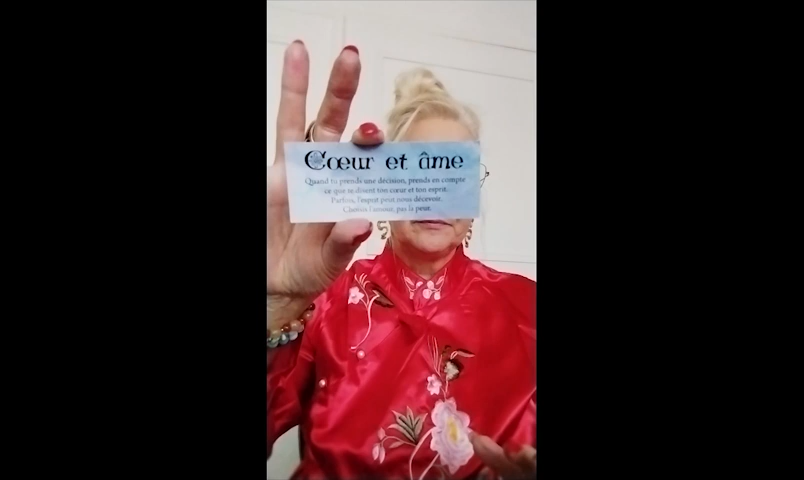 Cœur et âme
Quand tu prends une décision, prends en compte
ce que se disent ton cœur et ton esprit.
Parfois, l'esprit peut nous décevoir.
Choisis l'amour, pas la peur.